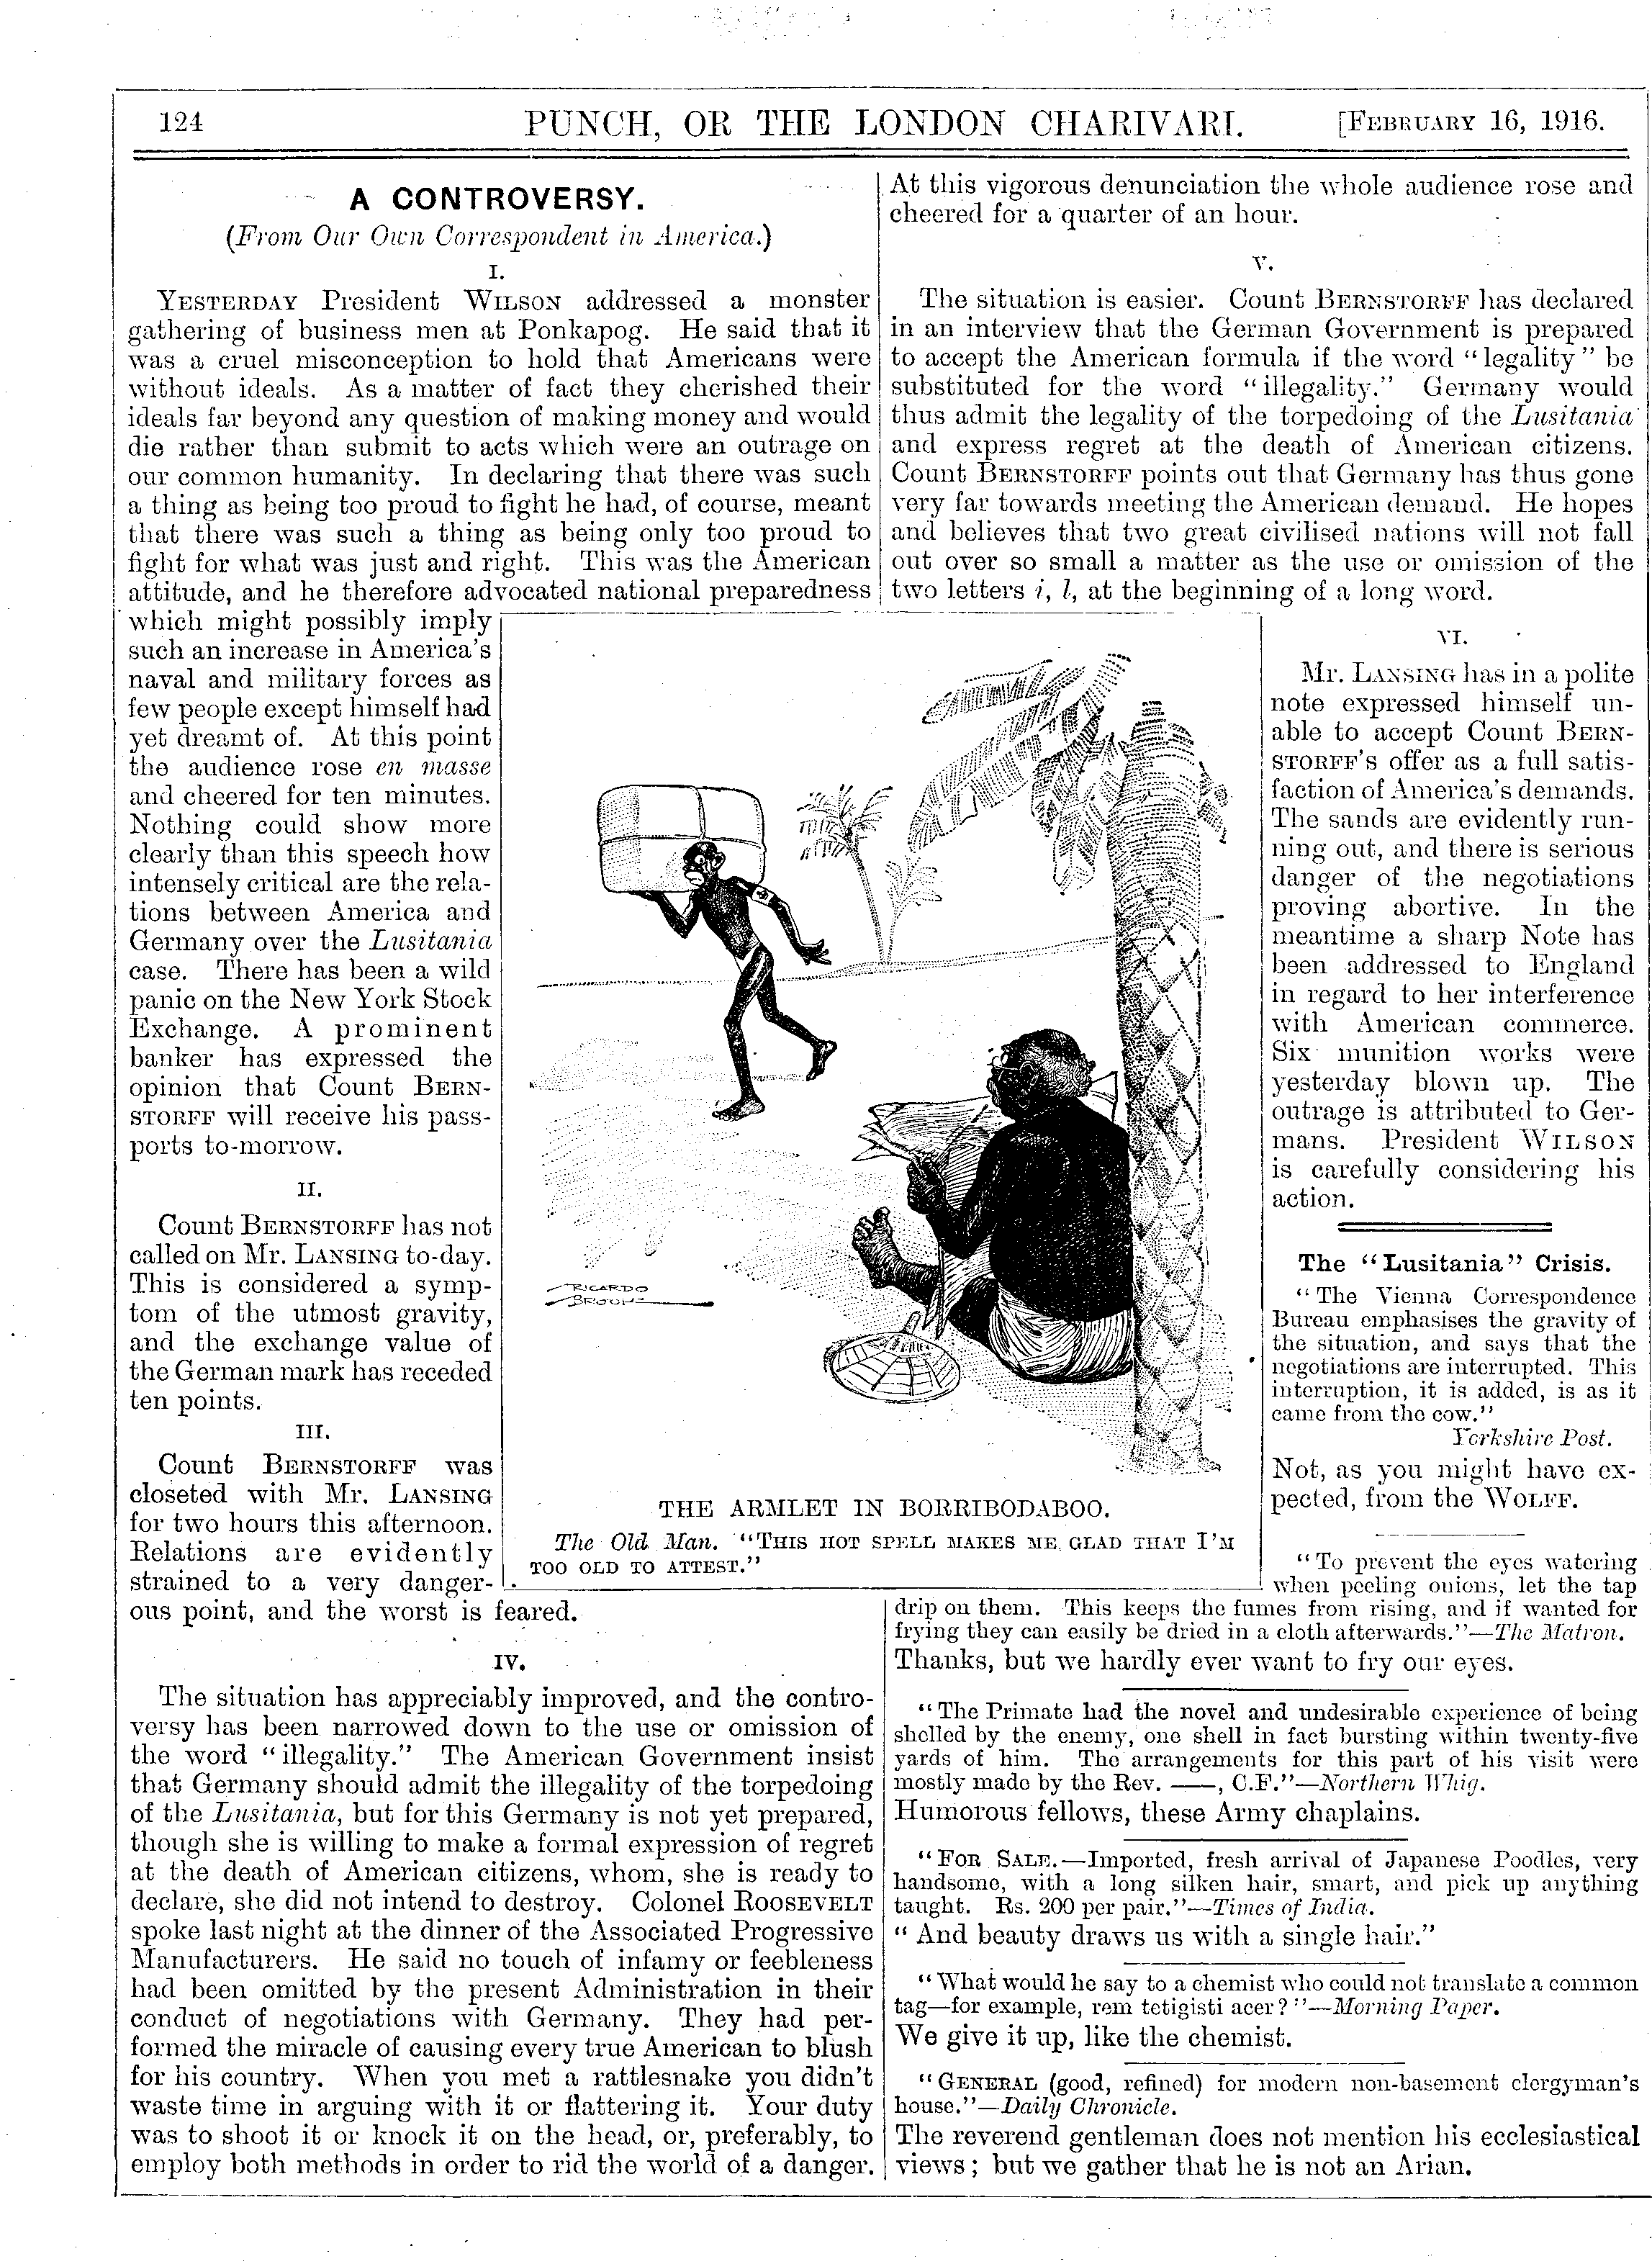 124
PUNCH, OR THE LONDON CHARIVARI.
[FEBRUARY 16, 1916.
A CONTROVERSY.
(From Our Own Correspondent in America.)
I.
YESTERDAY President WILSON addressed a monster
gathering of business men at Ponkapog. He said that it
was a cruel misconception to hold that Americans were
without ideals. As a matter of fact they cherished their
ideals far beyond any question of making money and would
die rather than submit to acts which were an outrage on
our common humanity. In declaring that there was such
a thing as being too proud to fight he had, of course, meant
that there was such a thing as being only too proud to
fight for what was just and right. This was the American
attitude, and he therefore advocated national preparedness
which might possibly imply
such an increase in America's
naval and military forces as
few people except himself had
yet dreamt of. At this point
the audience rose en masse
and cheered for ten minutes.
Nothing could show more
clearly than this speech how
intensely critical are the rela-
tions between America and
Germany over the Lusitania
case. There has been a wild
panic on the New York Stock
Exchange. A prominent
banker has expressed the
opinion that Count BERN-
STORFF will receive his pass-
ports to-morrow.
II.
Count BERNSTORFF has not
called on Mr. LANSING to-day.
This is considered a symp-
tom of the utmost gravity,
and the exchange value of
the German mark has receded
ten points.
III.
Count BERNSTORFF was
closeted with Mr. LANSING
for two hours this afternoon.
Relations are evidently
strained to a very danger-
ous point, and the worst is feared.
IV.
The situation has appreciably improved, and the contro-
versy has been narrowed down to the use or omission of
the word "illegality." The American Government insist
that Germany should admit the illegality of the torpedoing
of the Lusitania, but for this Germany is not yet prepared,
though she is willing to make a formal expression of regret
at the death of American citizens, whom, she is ready to
declare, she did not intend to destroy. Colonel ROOSEVELT
spoke last night at the dinner of the Associated Progressive
Manufacturers. He said no touch of infamy or feebleness
had been omitted by the present Administration in their
conduct of negotiations with Germany. They had per-
formed the miracle of causing every true American to blush
for his country. When you met a rattlesnake you didn't
waste time in arguing with it or flattering it. Your duty
was to shoot it or knock it on the head, or, preferably, to
employ both methods in order to rid the world of a danger.
At this vigorous denunciation the whole audience rose and
cheered for a quarter of an hour.
V.
The situation is easier. Count BERNSTORFF has declared
in an interview that the German Government is prepared
to accept the American formula if the word "legality" be
substituted for the word "illegality." Germany would
thus admit the legality of the torpedoing of the Lusitania
and express regret at the death of American citizens.
Count BERNSTORFF points out that Germany has thus gone
very far towards meeting the American demand. He hopes
and believes that two great civilised nations will not fall
out over so small a matter as the use or omission of the
two letters i, l, at the beginning of a long word.
VI.
Mr. LANSING has in a polite
note expressed himself un-
able to accept Count BERN-
STORFF'S offer as a full satis-
faction of America's demands.
The sands are evidently run-
ning out, and there is serious
danger of the negotiations
proving abortive. In the
meantime a sharp Note has
been addressed to England
in regard to her interference
with American commerce.
Six munition works were
yesterday blown up. The
outrage is attributed to Ger-
mans. President WILSON
is carefully considering his
action.
RICARDO
BROOK
THE ARMLET IN BORRIBODABOO.
The Old Man. "THIS HOT SPELL MAKES ME GLAD THAT I'M
TOO OLD TO ATTEST."
The "Lusitania" Crisis.
"The Vienna Correspondence
Bureau emphasises the gravity of
the situation, and says that the
negotiations are interrupted. This
interruption, it is added, is as it
came from the cow."
Yorkshire Post.
Not, as you might have ex-
pected, from the WOLFF.
"To prevent the eyes watering
when peeling onions, let the tap
drip on them. This keeps the fumes from rising, and if wanted for
frying they can easily be dried in a cloth afterwards."—The Matron.
Thanks, but we hardly ever want to fry our eyes.
"The Primate had the novel and undesirable experience of being
shelled by the enemy, one shell in fact bursting within twenty-five
yards of him. The arrangements for this part of his visit were
mostly made by the Rev. ——, C.F."—Northern Whig.
Humorous fellows, these Army chaplains.
"FOR SALE.—Imported, fresh arrival of Japanese Poodles, very
handsome, with a long silken hair, smart, and pick up anything
taught. Rs. 200 per pair."—Times of India.
"And beauty draws us with a single hair."
"What would he say to a chemist who could not translate a common
tag—for example, rem tetigisti acer?"—Morning Paper.
We give it up, like the chemist.
"GENERAL (good, refined) for modern non-basement clergyman's
house."—Daily Chronicle.
The reverend gentleman does not mention his ecclesiastical
views; but we gather that he is not an Arian.